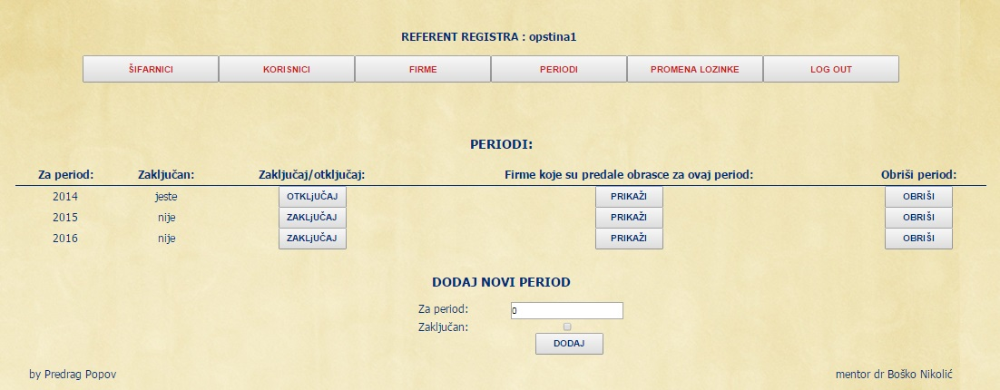 REFERENT REGISTRA : opstina1
ŠIFARNICI KORISNICI FIRME PERIODI PROMENA LOZINKE LOG OUT
PERIODI:
Za period: Zaključan: Zaključaj/otključaj: Firme koje su predale obrasce za ovaj period: Obriši period:
2014 jeste OTKLjUČAJ PRIKAŽI OBRIŠI
2015 nije ZAKLjUČAJ PRIKAŽI OBRIŠI
2016 nije ZAKLjUČAJ PRIKAŽI OBRIŠI
DODAJ NOVI PERIOD
Za period: 0
Zaključan:
DODAJ
by Predrag Popov mentor dr Boško Nikolić